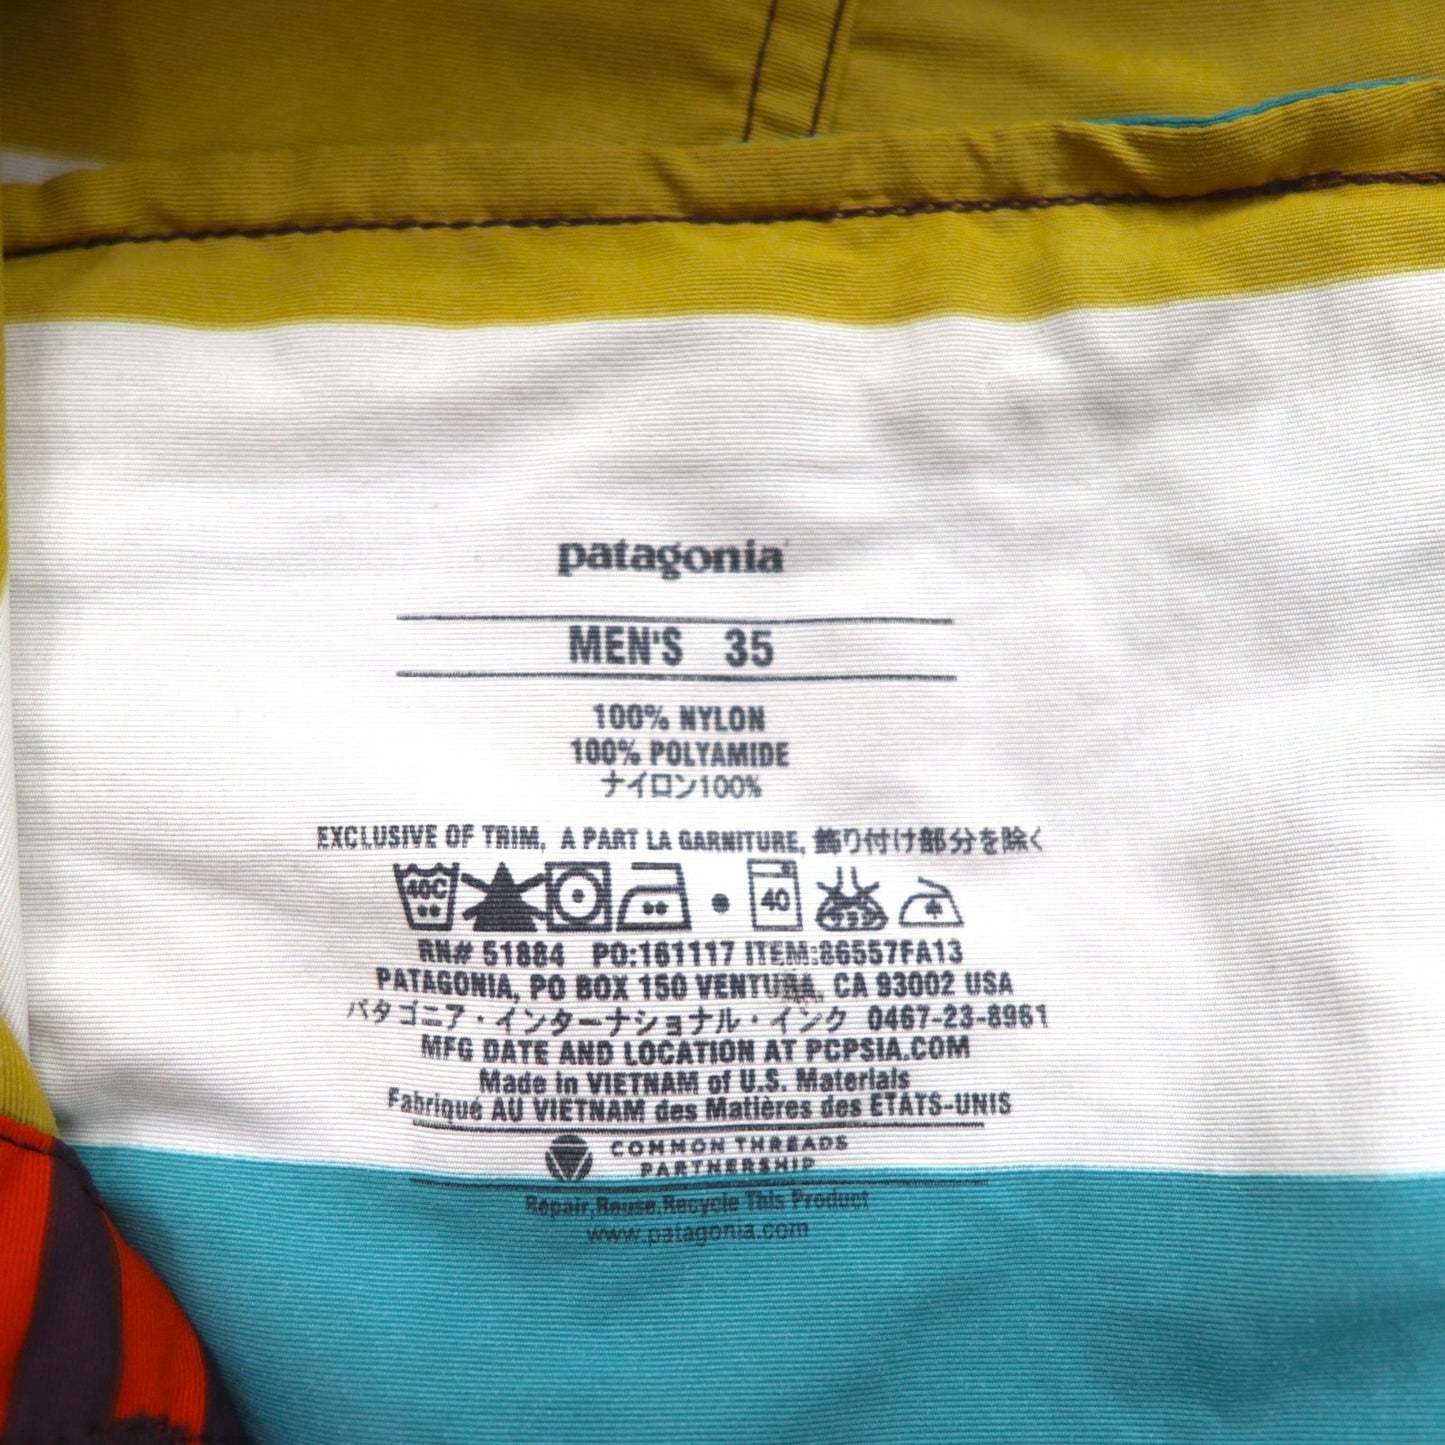 patagonia
MEN'S 35
100% NYLON
100% POLYAMIDE
ナイロン100%
EXCLUSIVE OF TRIM, A PART LA GARNITURE, 飾り付け部分を除く
40C 40
RN# 51884 PO:161117 ITEM:86557FA13
PATAGONIA, PO BOX 150 VENTURA, CA 93002 USA
パタゴニア・インターナショナル・インク 0467-23-8961
MFG DATE AND LOCATION AT PCPSIA.COM
Made in VIETNAM of U.S. Materials
Fabriqué AU VIETNAM des Matières des ÉTATS-UNIS
COMMON THREADS
PARTNERSHIP
Repair,Reuse,Recycle This Product
www.patagonia.com